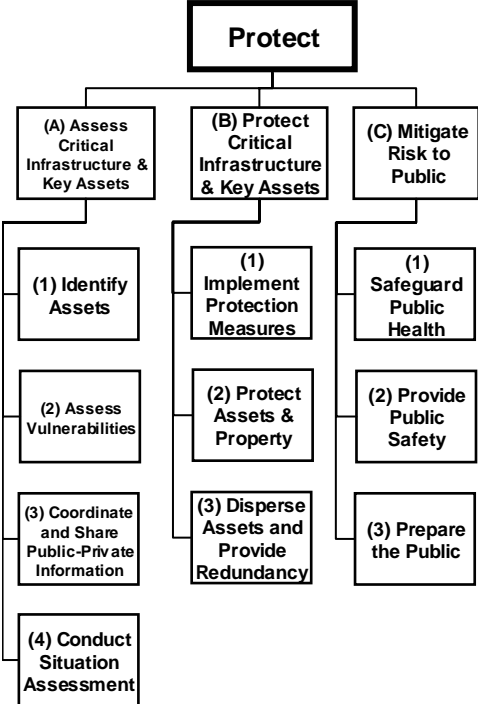 Protect
(A) Assess
Critical
Infrastructure &
Key Assets
(1) Identify
Assets
(2) Assess
Vulnerabilities
(3) Coordinate
and Share
Public-Private
Information
(4) Conduct
Situation
Assessment
(B) Protect
Critical
Infrastructure
& Key Assets
(1)
Implement
Protection
Measures
(2) Protect
Assets &
Property
(3) Disperse
Assets and
Provide
Redundancy
(C) Mitigate
Risk to
Public
(1)
Safeguard
Public
Health
(2) Provide
Public
Safety
(3) Prepare
the Public